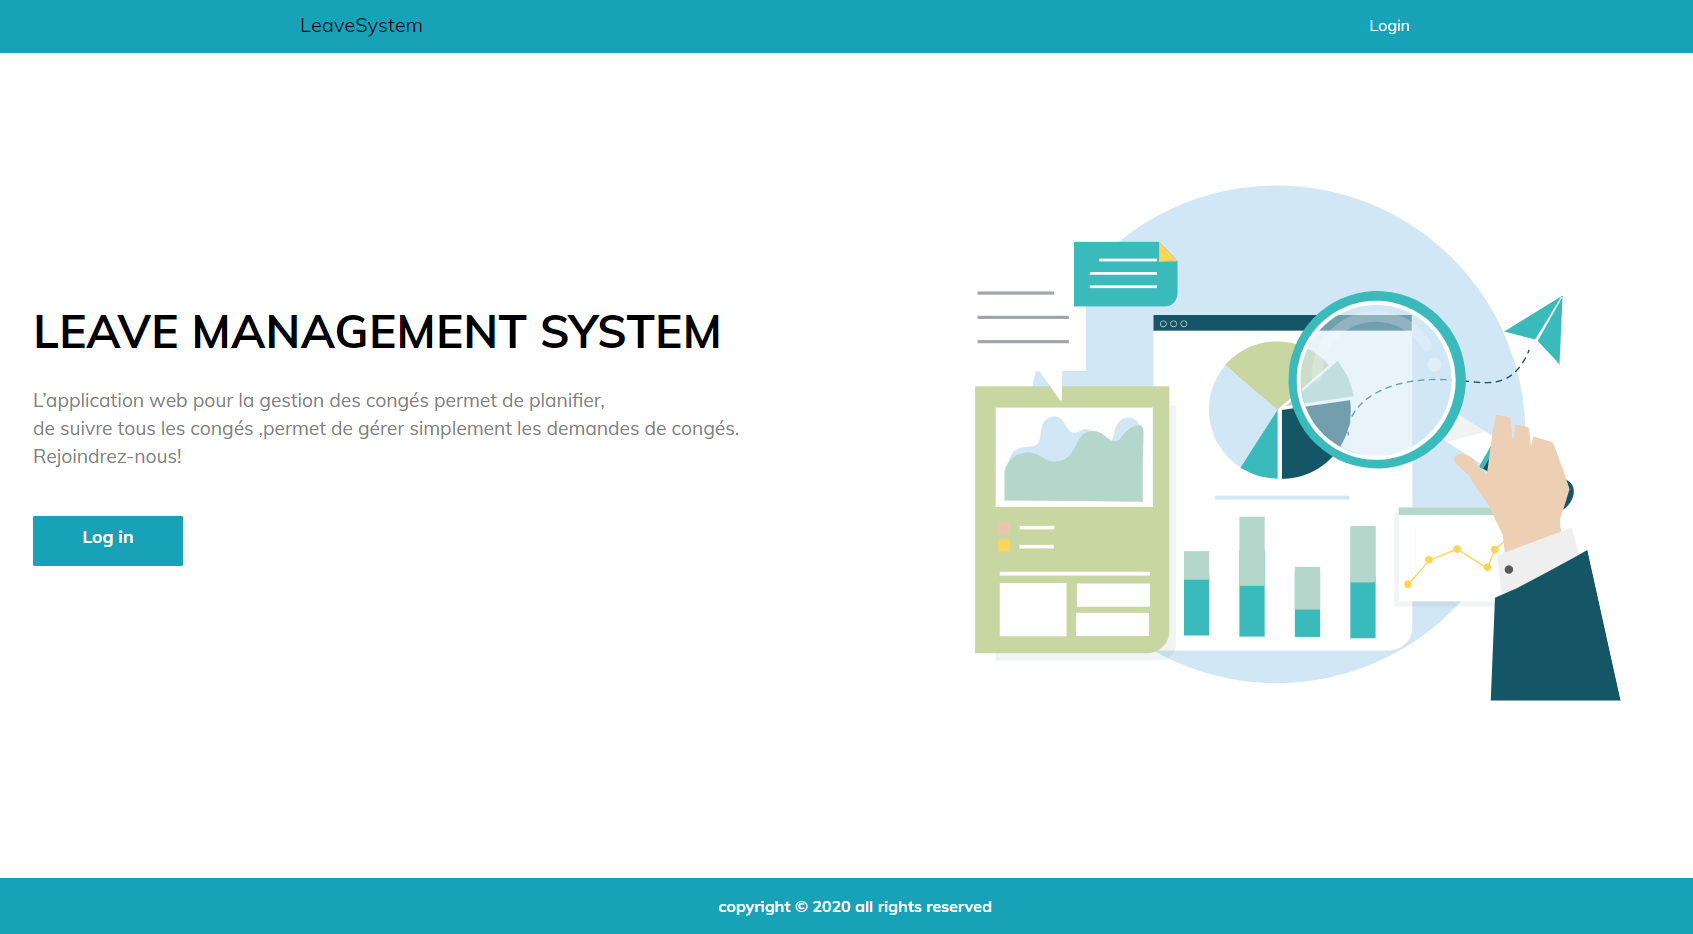 LeaveSystem
Login
LEAVE MANAGEMENT SYSTEM
L’application web pour la gestion des congés permet de planifier,
de suivre tous les congés ,permet de gérer simplement les demandes de congés.
Rejoindrez-nous!
Log in
copyright © 2020 all rights reserved